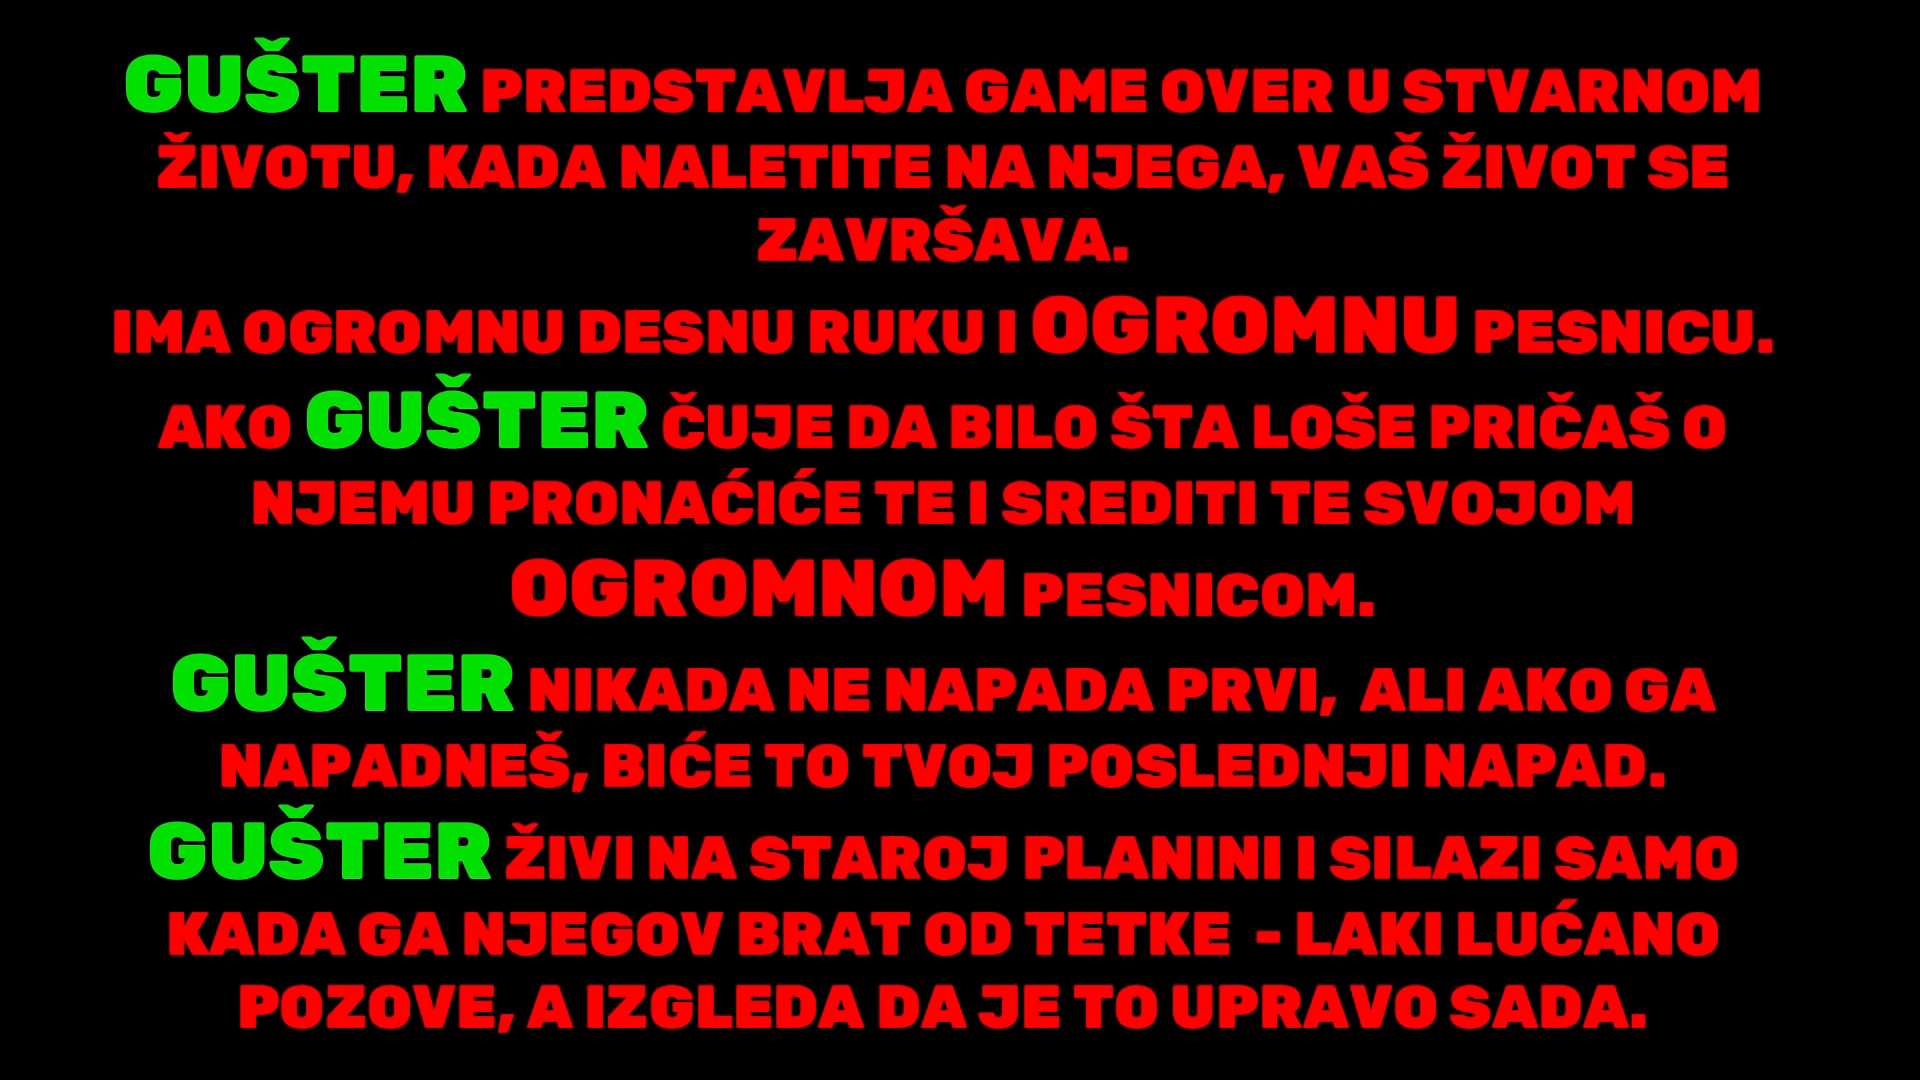 GUŠTER PREDSTAVLJA GAME OVER U STVARNOM
ŽIVOTU, KADA NALETITE NA NJEGA, VAŠ ŽIVOT SE
ZAVRŠAVA.
IMA OGROMNU DESNU RUKU I OGROMNU PESNICU.
AKO GUŠTER ČUJE DA BILO ŠTA LOŠE PRIČAŠ O
NJEMU PRONAĆIĆE TE I SREDITI TE SVOJOM
OGROMNOM PESNICOM.
GUŠTER NIKADA NE NAPADA PRVI, ALI AKO GA
NAPADNEŠ, BIĆE TO TVOJ POSLEDNJI NAPAD.
GUŠTER ŽIVI NA STAROJ PLANINI I SILAZI SAMO
KADA GA NJEGOV BRAT OD TETKE - LAKI LUĆANO
POZOVE, A IZGLEDA DA JE TO UPRAVO SADA.